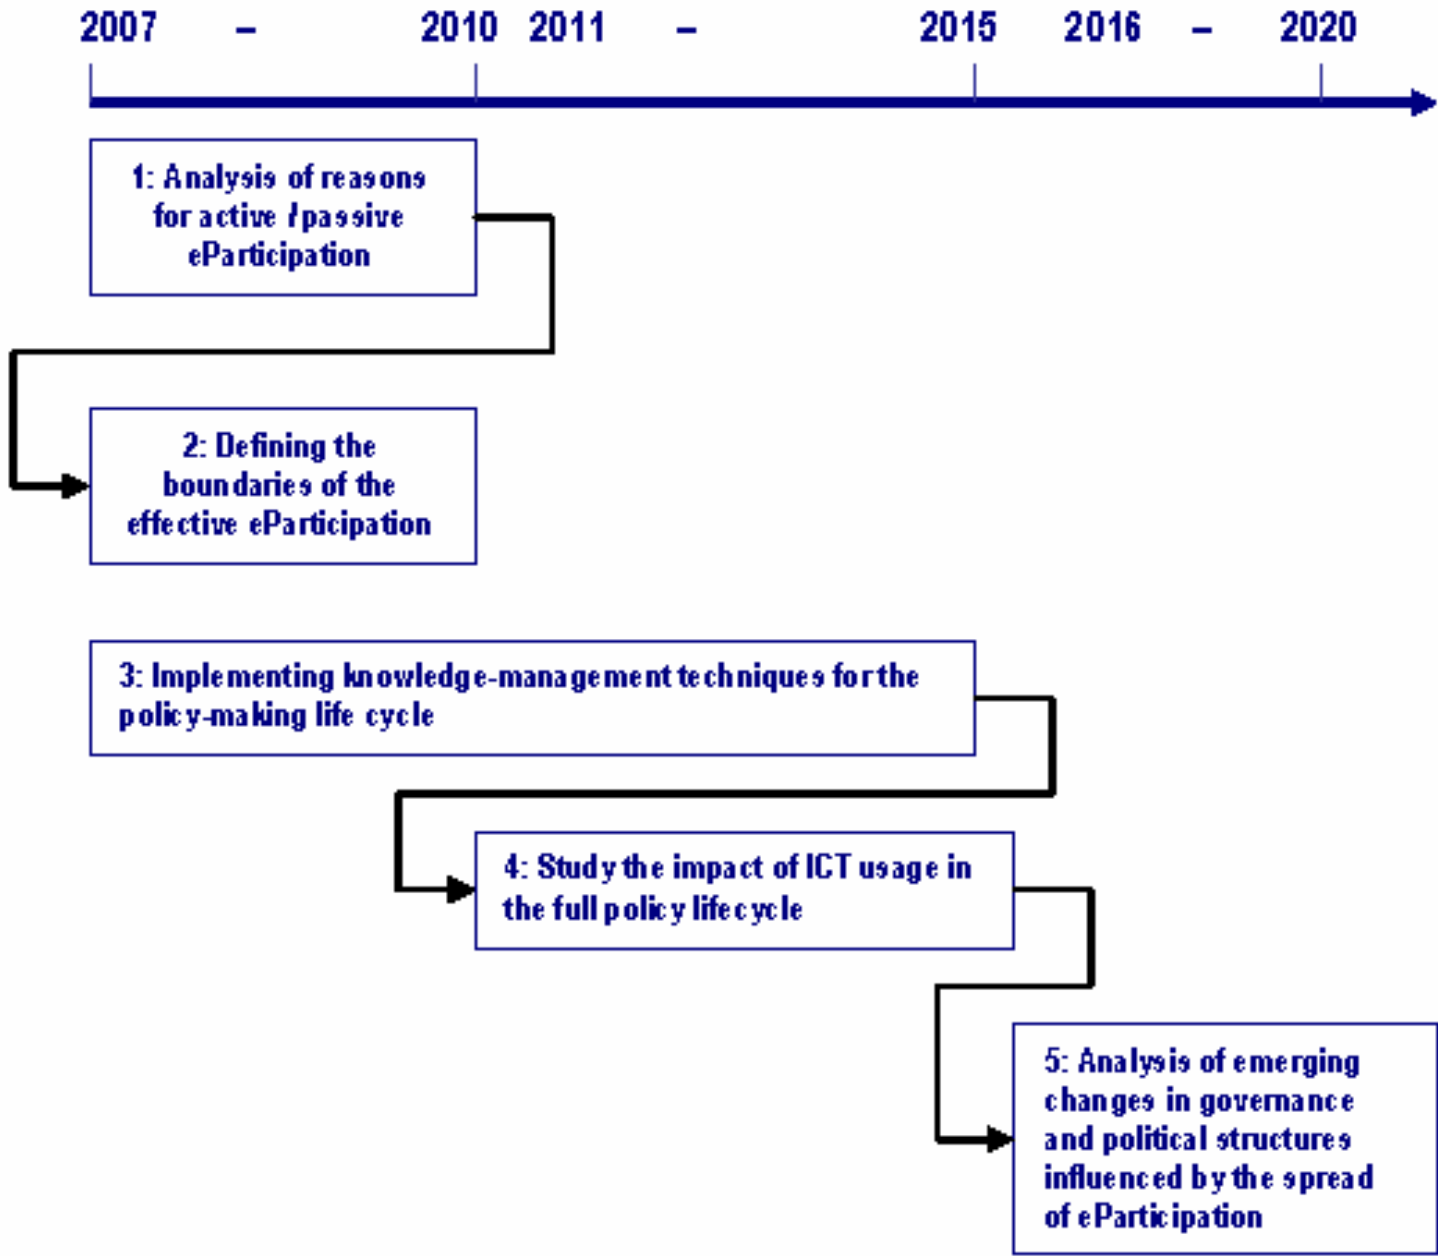 2007 – 2010 2011 – 2015 2016 – 2020
1: Analysis of reasons
for active /passive
eParticipation
2: Defining the
boundaries of the
effective eParticipation
3: Implementing knowledge-management techniques for the
policy-making life cycle
4: Study the impact of ICT usage in
the full policy lifecycle
5: Analysis of emerging
changes in governance
and political structures
influenced by the spread
of eParticipation